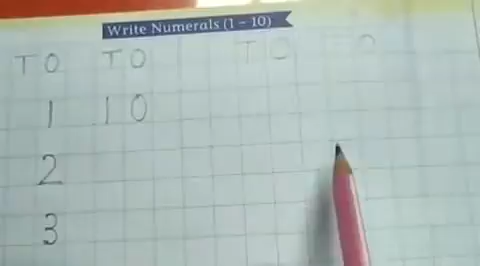 Write Numerals (1 - 10)
T O T O T O T O
1 1 0
2
3